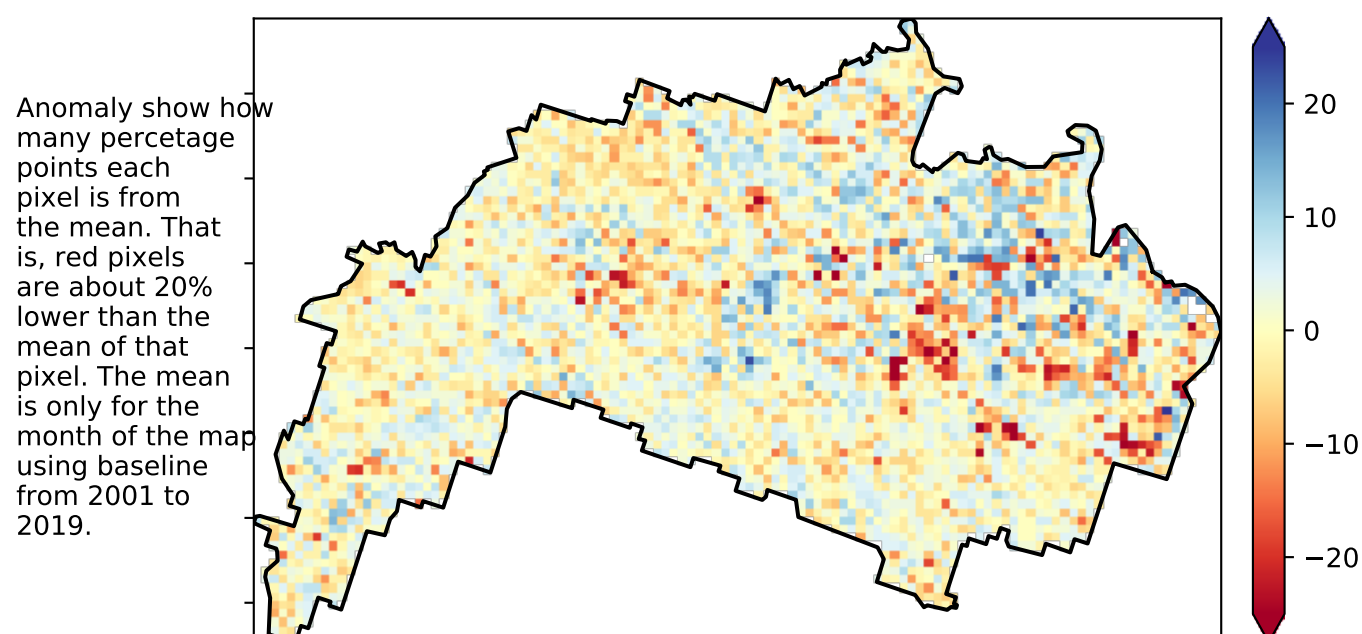 Anomaly show how
many percetage
points each
pixel is from
the mean. That
is, red pixels
are about 20%
lower than the
mean of that
pixel. The mean
is only for the
month of the map
using baseline
from 2001 to
2019.
20
10
0
−10
−20